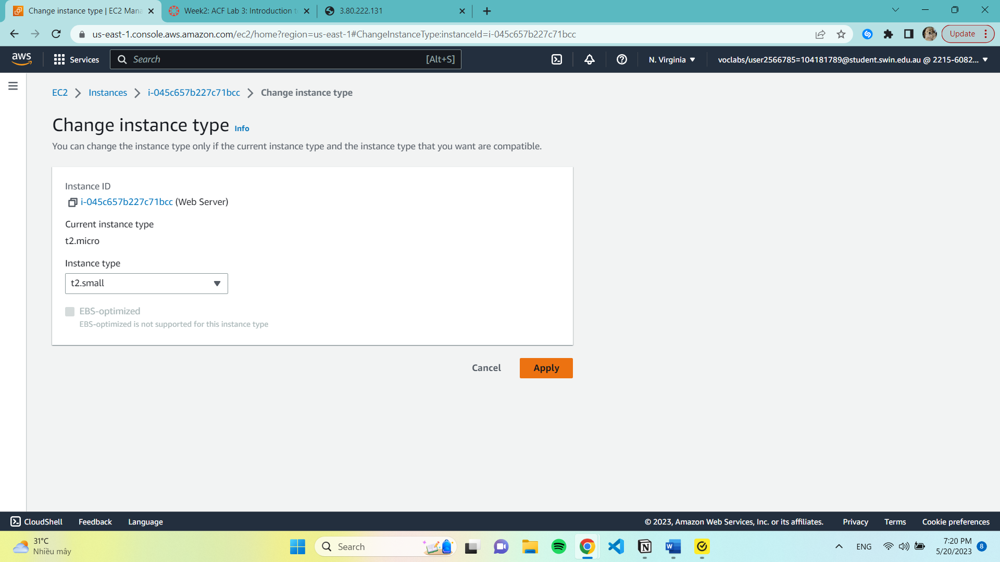 Change instance type | EC2 Mana
Week2: ACF Lab 3: Introduction t
3.80.222.131
us-east-1.console.aws.amazon.com/ec2/home?region=us-east-1#ChangeInstanceType:instanceId=i-045c657b227c71bcc
Update
aws
Services
Search
[Alt+S]
N. Virginia
voclabs/user2566785=104181789@student.swin.edu.au @ 2215-6082...
EC2 > Instances > i-045c657b227c71bcc > Change instance type
Change instance type Info
You can change the instance type only if the current instance type and the instance type that you want are compatible.
Instance ID
i-045c657b227c71bcc (Web Server)
Current instance type
t2.micro
Instance type
t2.small
EBS-optimized
EBS-optimized is not supported for this instance type
Cancel
Apply
CloudShell
Feedback
Language
© 2023, Amazon Web Services, Inc. or its affiliates.
Privacy
Terms
Cookie preferences
31°C
Nhiều mây
Search
ENG
7:20 PM
5/20/2023
8